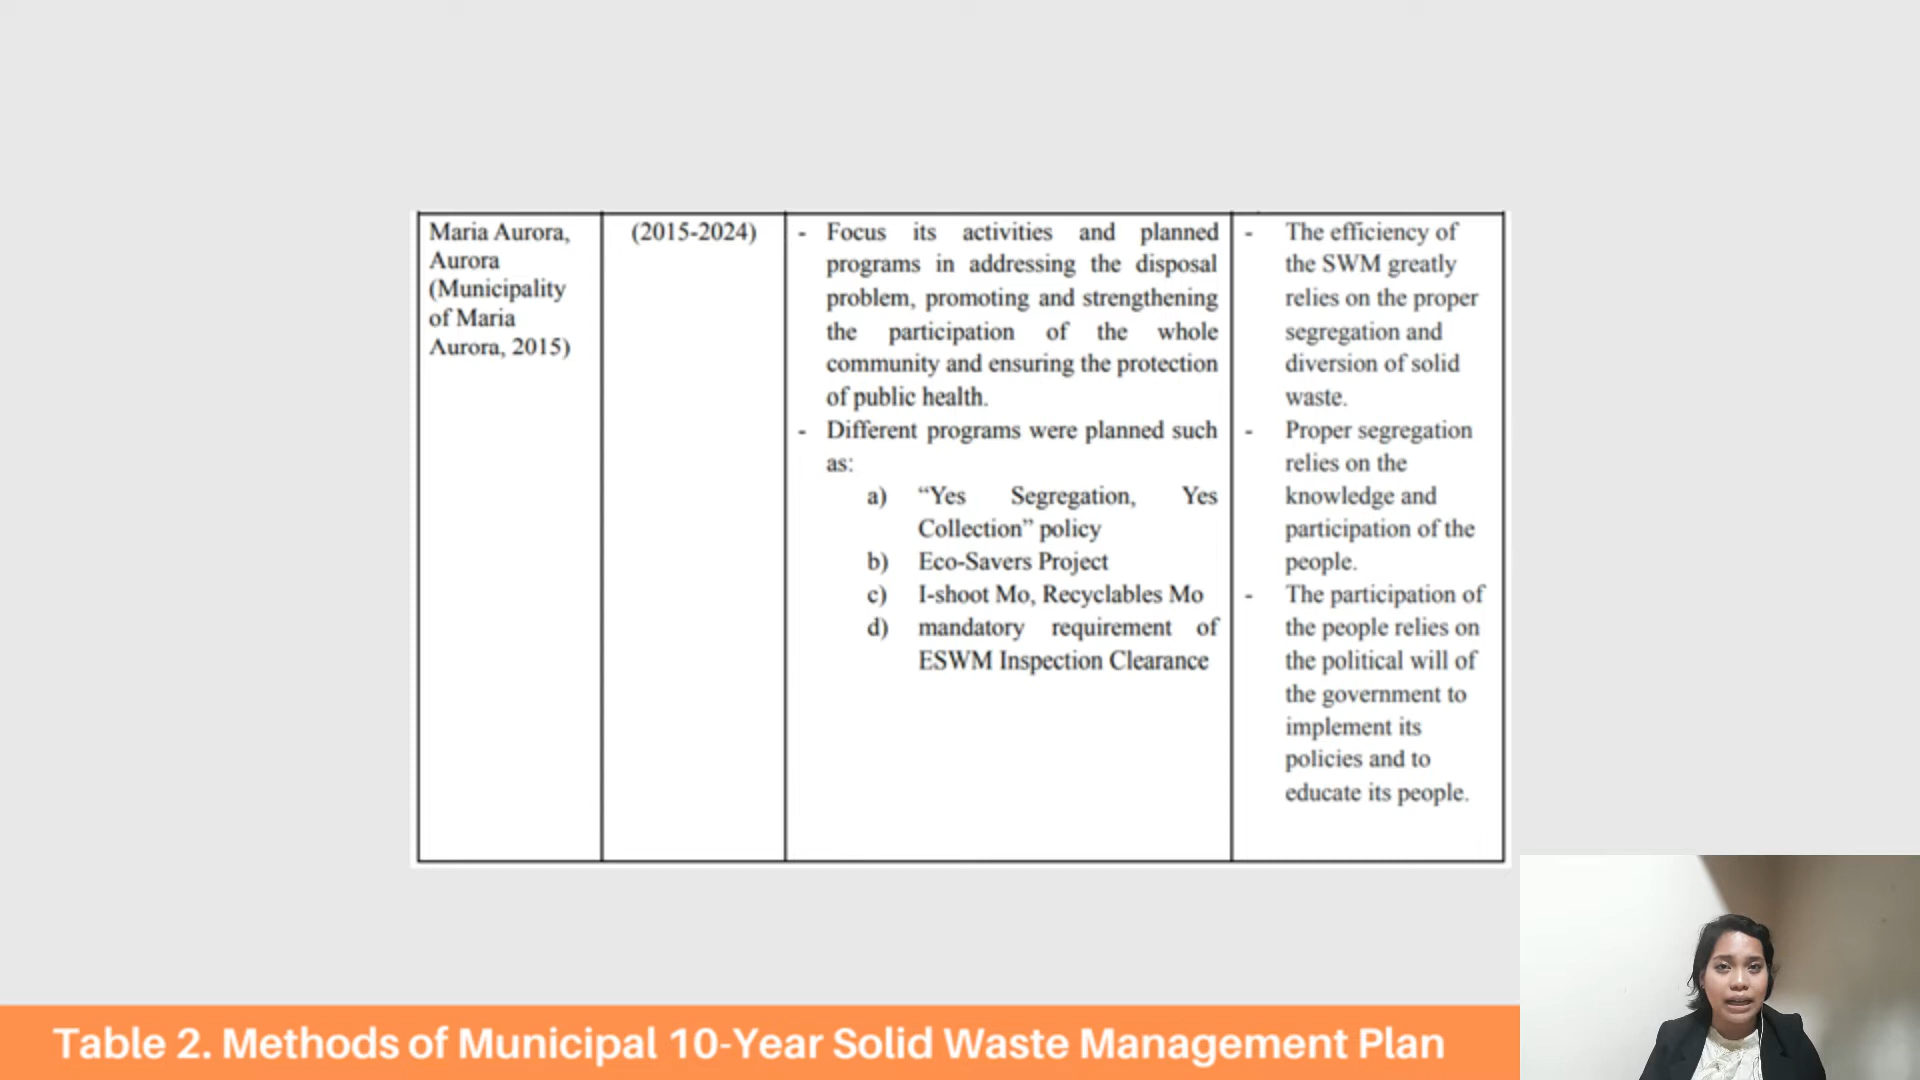 Maria Aurora,
Aurora
(Municipality
of Maria
Aurora, 2015)
(2015-2024)
- Focus its activities and planned
programs in addressing the disposal
problem, promoting and strengthening
the participation of the whole
community and ensuring the protection
of public health.
- Different programs were planned such
as:
a) “Yes Segregation, Yes
Collection” policy
b) Eco-Savers Project
c) I-shoot Mo, Recyclables Mo
d) mandatory requirement of
ESWM Inspection Clearance
- The efficiency of
the SWM greatly
relies on the proper
segregation and
diversion of solid
waste.
- Proper segregation
relies on the
knowledge and
participation of the
people.
- The participation of
the people relies on
the political will of
the government to
implement its
policies and to
educate its people.
Table 2. Methods of Municipal 10-Year Solid Waste Management Plan